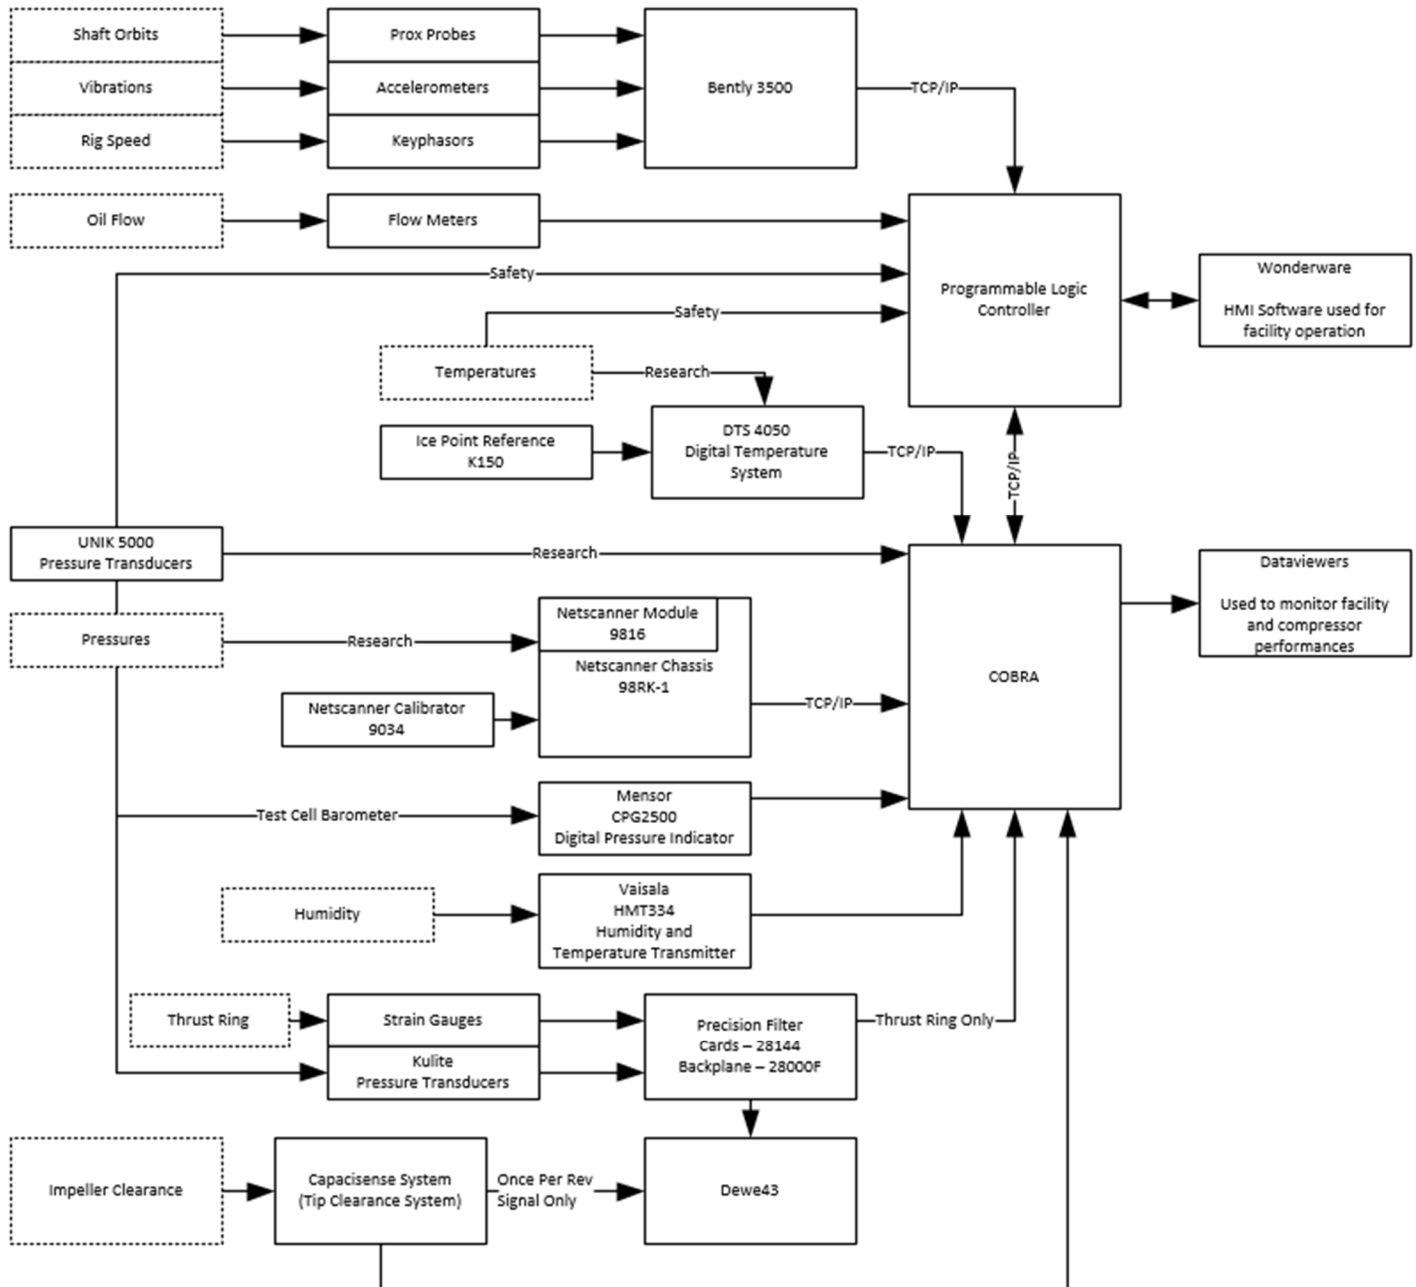 Shaft Orbits
Prox Probes
Vibrations
Accelerometers
Bently 3500
TCP/IP
Rig Speed
Keyphasors
Oil Flow
Flow Meters
Safety
Wonderware
HMI Software used for
facility operation
Programmable Logic
Controller
Safety
Temperatures
Research
Ice Point Reference
K150
DTS 4050
Digital Temperature
System
TCP/IP
TCP/IP
UNIK 5000
Pressure Transducers
Research
Dataviewers
Used to monitor facility
and compressor
performances
Pressures
Research
Netscanner Module
9816
Netscanner Chassis
98RK-1
COBRA
Netscanner Calibrator
9034
TCP/IP
Test Cell Barometer
Mensor
CPG2500
Digital Pressure Indicator
Humidity
Vaisala
HMT334
Humidity and
Temperature Transmitter
Thrust Ring
Strain Gauges
Kulite
Pressure Transducers
Precision Filter
Cards – 28144
Backplane – 28000F
Thrust Ring Only
Impeller Clearance
Capacisense System
(Tip Clearance System)
Once Per Rev
Signal Only
Dewe43